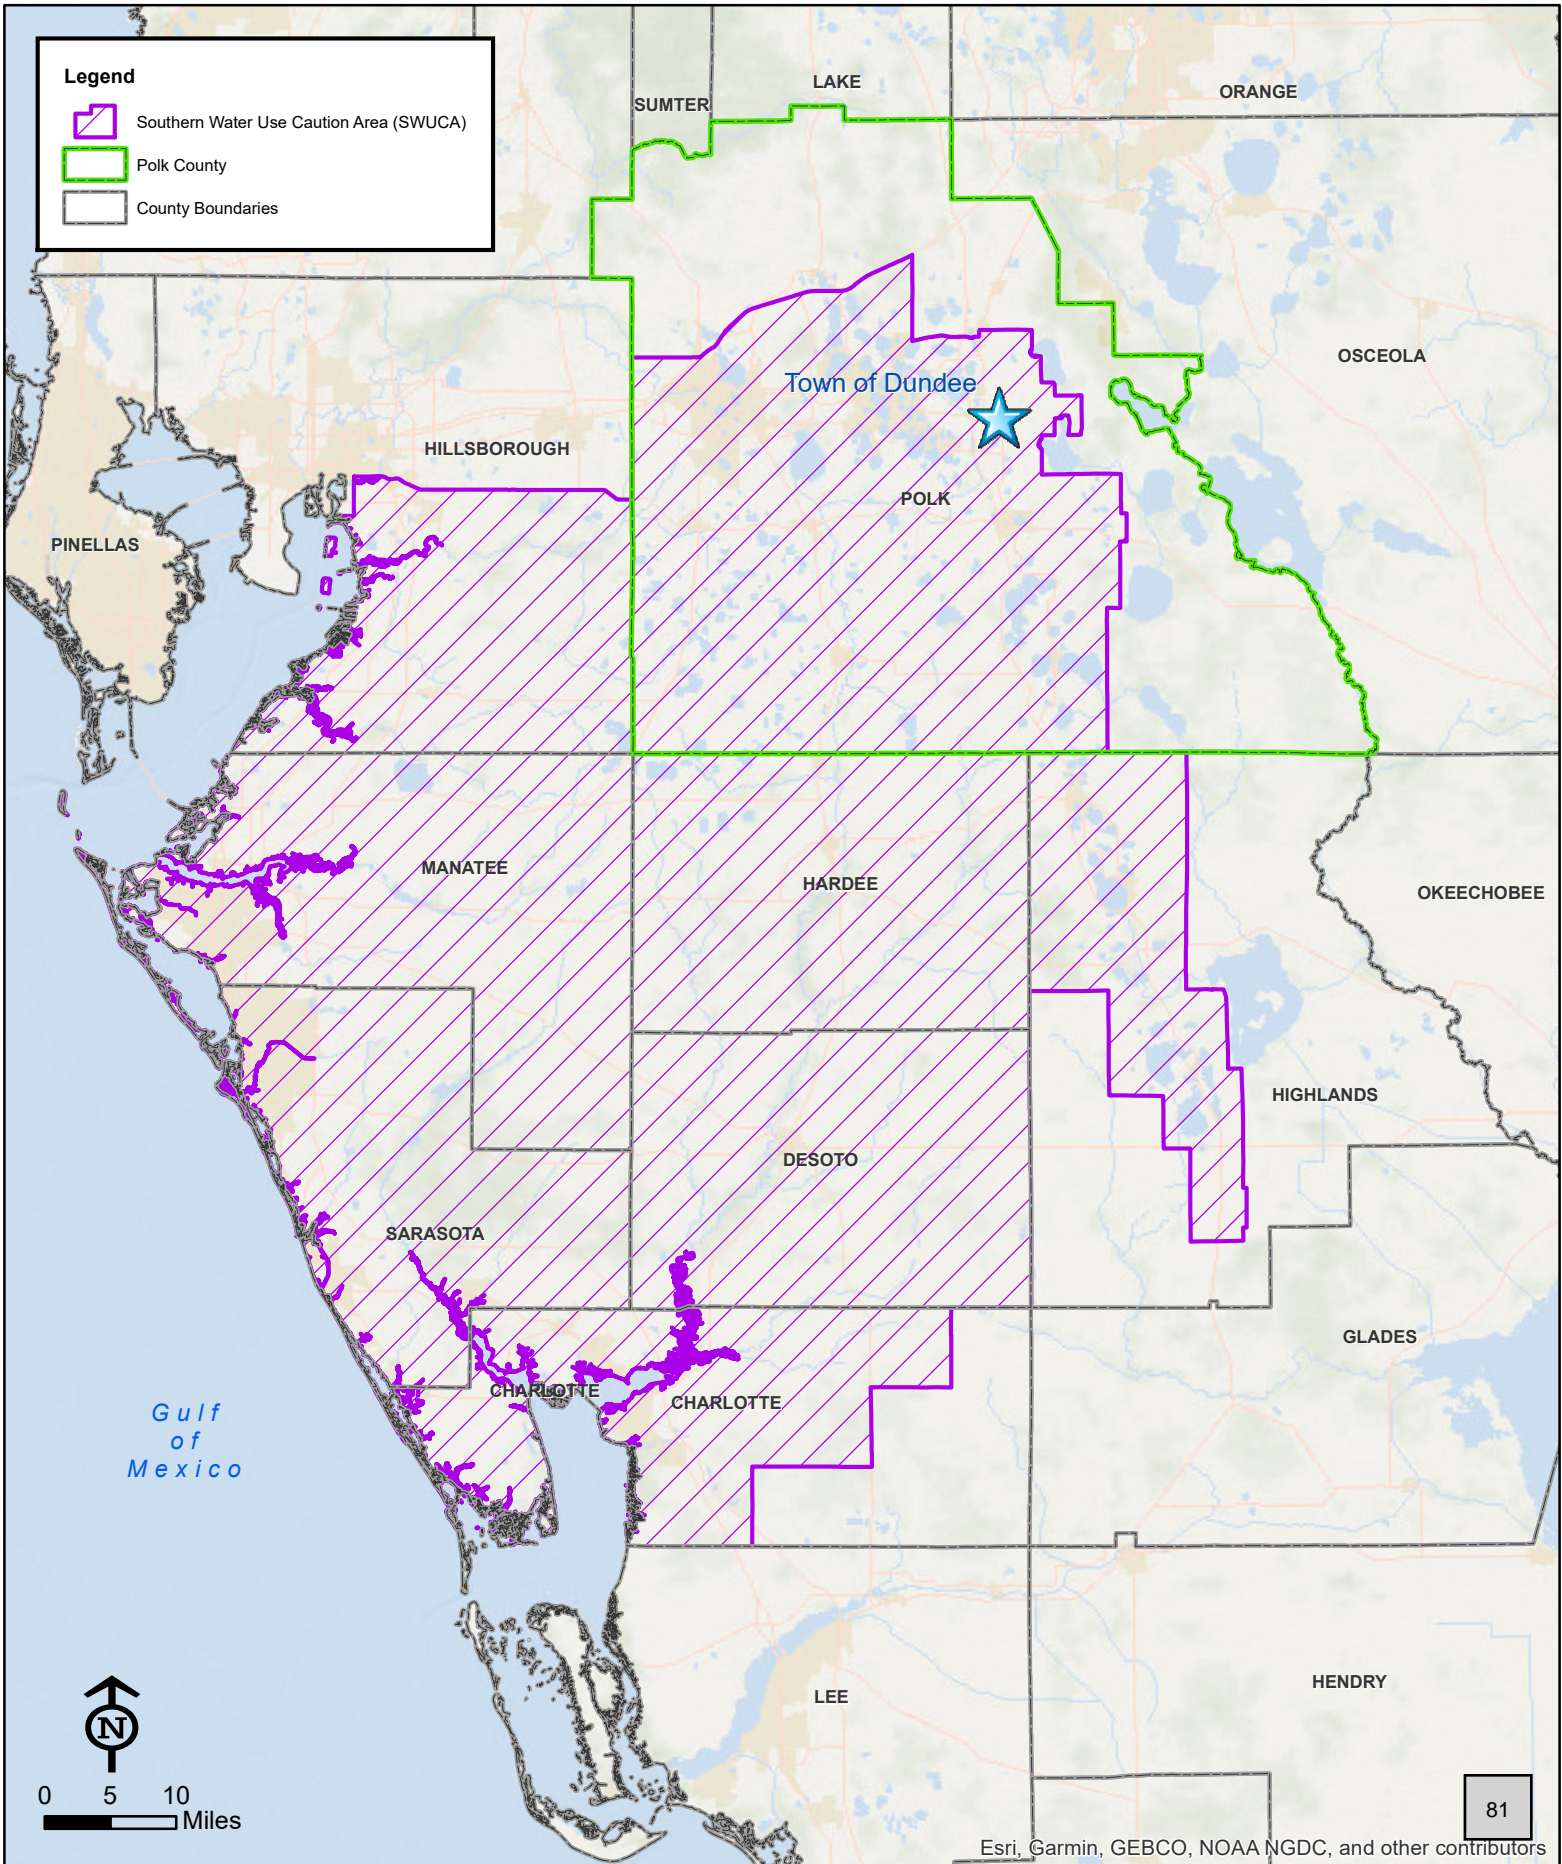 Legend
Southern Water Use Caution Area (SWUCA)
Polk County
County Boundaries
LAKE
SUMTER
ORANGE
OSCEOLA
Town of Dundee
HILLSBOROUGH
POLK
PINELLAS
MANATEE
HARDEE
OKEECHOBEE
HIGHLANDS
DESOTO
SARASOTA
GLADES
CHARLOTTE
CHARLOTTE
Gulf
of
Mexico
HENDRY
LEE
N
0 5 10
Miles
81
Esri, Garmin, GEBCO, NOAA NGDC, and other contributors